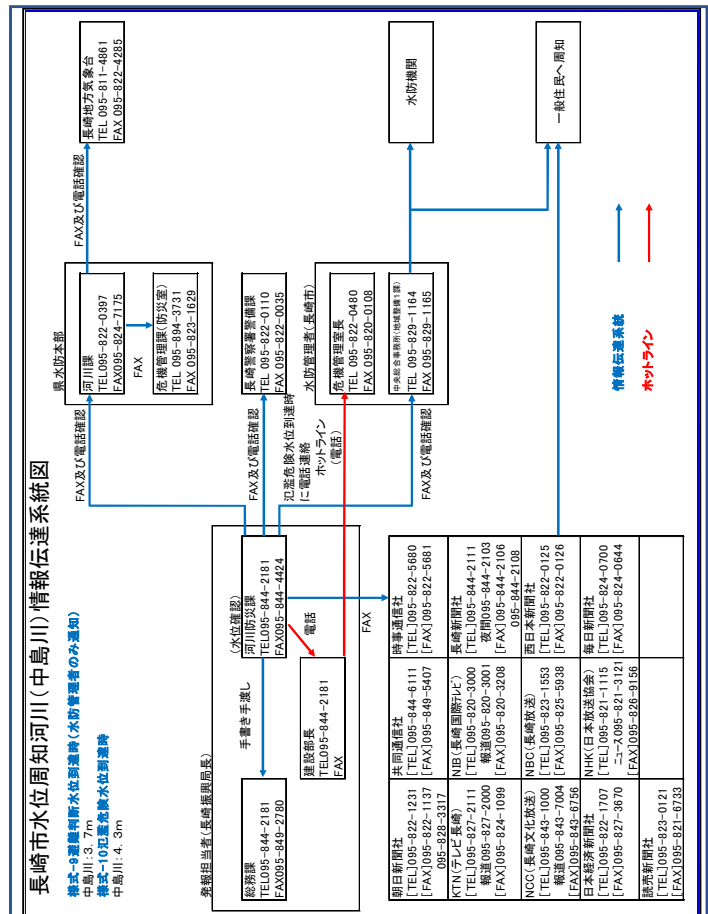 長崎市水位周知河川(中島川)情報伝達系統図
様式-9避難判断水位到達時(水防管理者のみ通知)
中島川:3.7m
様式-10氾濫危険水位到達時
中島川:4.3m
発報担当者(長崎振興局長)
総務課
TEL095-844-2181
FAX095-849-2780
手書き手渡し
(水位確認)
河川防災課
TEL095-844-2181
FAX095-844-4424
電話
建設部長
TEL095-844-2181
FAX
FAX
FAX及び電話確認
県水防本部
河川課
TEL095-822-0397
FAX095-824-7175
FAX
危機管理課(防災室)
TEL 095-894-3731
FAX 095-823-1629
FAX及び電話確認
長崎地方気象台
TEL 095-811-4861
FAX 095-822-4285
FAX及び電話確認
長崎警察署警備課
TEL 095-822-0110
FAX 095-822-0035
氾濫危険水位到達時
に電話連絡
ホットライン
(電話)
水防管理者(長崎市)
危機管理室長
TEL 095-822-0480
FAX 095-820-0108
FAX及び電話確認
中央総合事務所(地域整備1課)
TEL 095-829-1164
FAX 095-829-1165
水防機関
一般住民へ周知
朝日新聞社
[TEL]095-822-1231
[FAX]095-822-1137
095-828-3317
共同通信社
[TEL]095-844-6111
[FAX]095-849-5407
時事通信社
[TEL]095-822-5680
[FAX]095-822-5681
KTN(テレビ長崎)
[TEL]095-827-2111
報道095-827-2000
[FAX]095-824-1099
NIB(長崎国際テレビ)
[TEL]095-820-3000
報道095-820-3001
[FAX]095-820-3208
長崎新聞社
[TEL]095-844-2111
夜間095-844-2103
[FAX]095-844-2106
095-844-2108
NCC(長崎文化放送)
[TEL]095-843-1000
報道095-843-7004
[FAX]095-843-6756
NBC(長崎放送)
[TEL]095-823-1553
[FAX]095-825-5938
西日本新聞社
[TEL]095-822-0125
[FAX]095-822-0126
日本経済新聞社
[TEL]095-822-1707
[FAX]095-827-3670
NHK(日本放送協会)
[TEL]095-821-1115
ニュース095-821-3121
[FAX]095-826-9156
毎日新聞社
[TEL]095-824-0700
[FAX]095-824-0644
読売新聞社
[TEL]095-823-0121
[FAX]095-821-6733
情報伝達系統
ホットライン